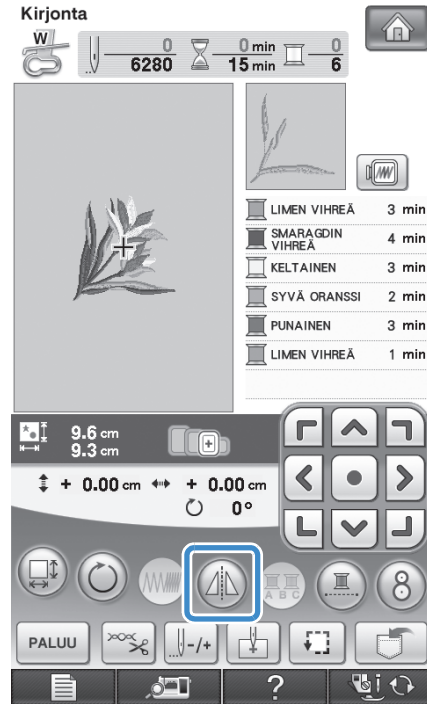 Kirjonta
W
0 0 min 0
6280 15 min 6
LIMEN VIHREÄ 3 min
SMARAGDIN
VIHREÄ 4 min
KELTAINEN 3 min
SYVÄ ORANSSI 2 min
PUNAINEN 3 min
LIMEN VIHREÄ 1 min
9.6 cm
9.3 cm
+ 0.00 cm + 0.00 cm
0°
A B C
8
PALUU
-/+
?